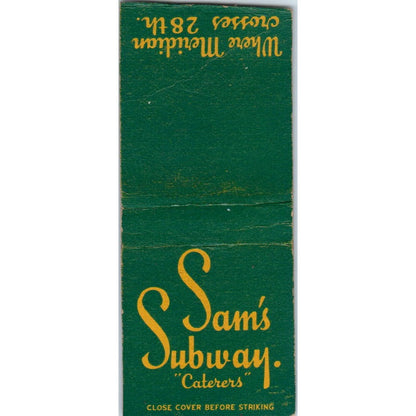 Where Meridian
crosses 28th.
Sam's
Subway.
"Caterers"
CLOSE COVER BEFORE STRIKING